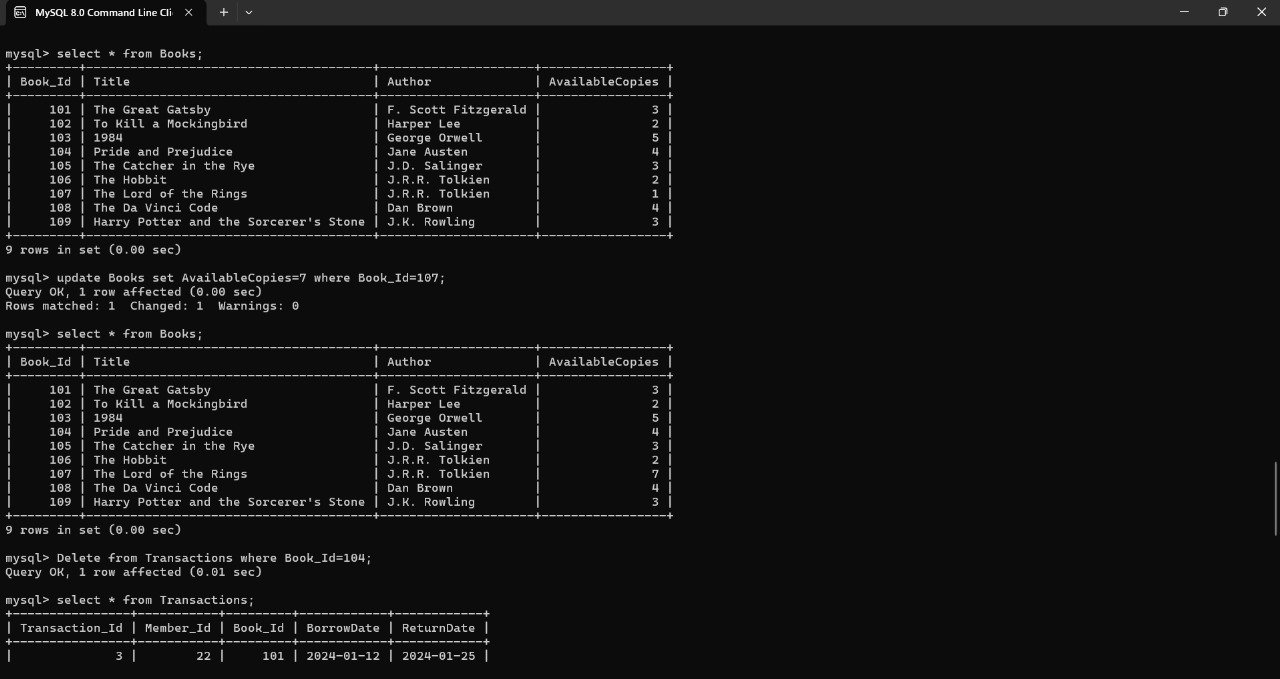 MySQL 8.0 Command Line Cli
mysql> select * from Books;
+---------+---------------------------------------+---------------------+-----------------+
| Book_Id | Title                                 | Author              | AvailableCopies |
+---------+---------------------------------------+---------------------+-----------------+
|     101 | The Great Gatsby                      | F. Scott Fitzgerald |               3 |
|     102 | To Kill a Mockingbird                 | Harper Lee          |               2 |
|     103 | 1984                                  | George Orwell       |               5 |
|     104 | Pride and Prejudice                   | Jane Austen         |               4 |
|     105 | The Catcher in the Rye                | J.D. Salinger       |               3 |
|     106 | The Hobbit                            | J.R.R. Tolkien      |               2 |
|     107 | The Lord of the Rings                 | J.R.R. Tolkien      |               1 |
|     108 | The Da Vinci Code                     | Dan Brown           |               4 |
|     109 | Harry Potter and the Sorcerer's Stone | J.K. Rowling        |               3 |
+---------+---------------------------------------+---------------------+-----------------+
9 rows in set (0.00 sec)
mysql> update Books set AvailableCopies=7 where Book_Id=107;
Query OK, 1 row affected (0.00 sec)
Rows matched: 1  Changed: 1  Warnings: 0
mysql> select * from Books;
+---------+---------------------------------------+---------------------+-----------------+
| Book_Id | Title                                 | Author              | AvailableCopies |
+---------+---------------------------------------+---------------------+-----------------+
|     101 | The Great Gatsby                      | F. Scott Fitzgerald |               3 |
|     102 | To Kill a Mockingbird                 | Harper Lee          |               2 |
|     103 | 1984                                  | George Orwell       |               5 |
|     104 | Pride and Prejudice                   | Jane Austen         |               4 |
|     105 | The Catcher in the Rye                | J.D. Salinger       |               3 |
|     106 | The Hobbit                            | J.R.R. Tolkien      |               2 |
|     107 | The Lord of the Rings                 | J.R.R. Tolkien      |               7 |
|     108 | The Da Vinci Code                     | Dan Brown           |               4 |
|     109 | Harry Potter and the Sorcerer's Stone | J.K. Rowling        |               3 |
+---------+---------------------------------------+---------------------+-----------------+
9 rows in set (0.00 sec)
mysql> Delete from Transactions where Book_Id=104;
Query OK, 1 row affected (0.01 sec)
mysql> select * from Transactions;
+----------------+-----------+---------+------------+------------+
| Transaction_Id | Member_Id | Book_Id | BorrowDate | ReturnDate |
+----------------+-----------+---------+------------+------------+
|              3 |        22 |     101 | 2024-01-12 | 2024-01-25 |